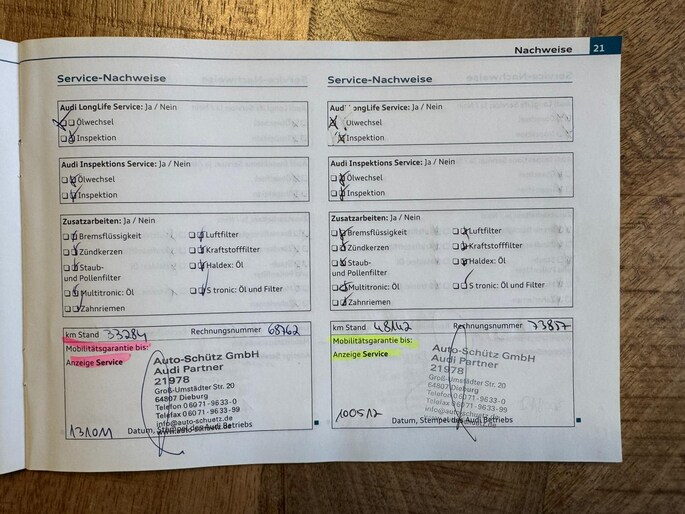 Nachweise 21
Service-Nachweise
Audi LongLife Service: Ja / Nein
Ölwechsel
Inspektion
Audi Inspektions Service: Ja / Nein
Ölwechsel
Inspektion
Zusatzarbeiten: Ja / Nein
Bremsflüssigkeit
Luftfilter
Zündkerzen
Kraftstofffilter
Staub-
und Pollenfilter
Haldex: Öl
Multitronic: Öl
S tronic: Öl und Filter
Zahnriemen
km Stand 33284 Rechnungsnummer 68762
Mobilitätsgarantie bis:
Anzeige Service
Auto-Schütz GmbH
Audi Partner
21978
Groß-Umstädter Str. 20
64807 Dieburg
Telefon 0 60 71 - 96 33-0
Telefax 0 60 71 - 96 33-99
info@auto-schuetz.de
www.auto-schuetz.de
131011
Datum, Stempel des Audi Betriebs
Service-Nachweise
Audi LongLife Service: Ja / Nein
Ölwechsel
Inspektion
Audi Inspektions Service: Ja / Nein
Ölwechsel
Inspektion
Zusatzarbeiten: Ja / Nein
Bremsflüssigkeit
Luftfilter
Zündkerzen
Kraftstofffilter
Staub-
und Pollenfilter
Haldex: Öl
Multitronic: Öl
S tronic: Öl und Filter
Zahnriemen
km Stand 48142 Rechnungsnummer 73857
Mobilitätsgarantie bis:
Anzeige Service
Auto-Schütz GmbH
Audi Partner
21978
Groß-Umstädter Str. 20
64807 Dieburg
Telefon 0 60 71 - 96 33-0
Telefax 0 60 71 - 96 33-99
info@auto-schuetz.de
100512
Datum, Stempel des Audi Betriebs